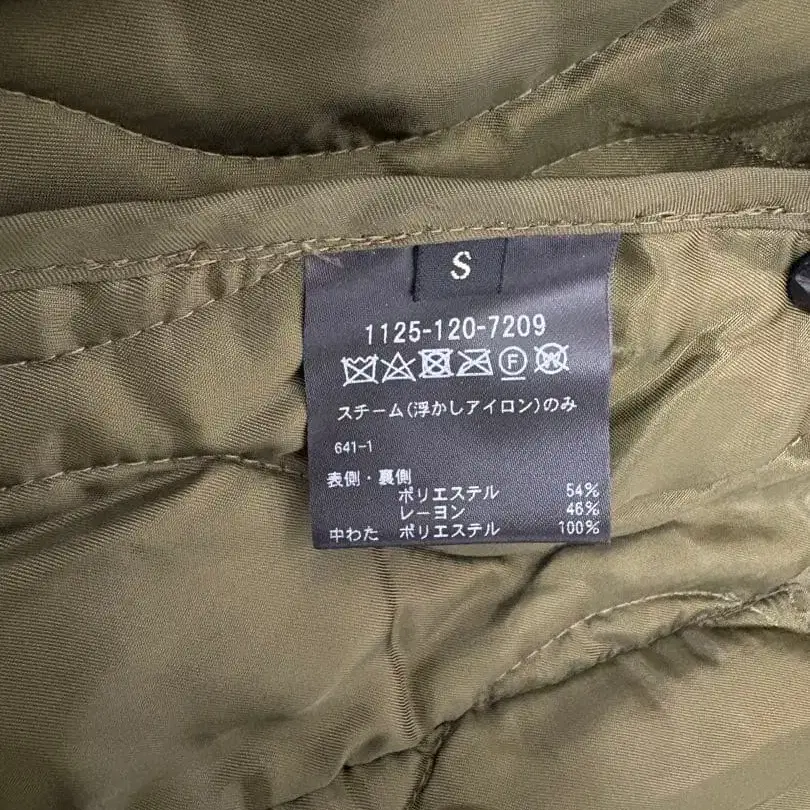 S
1125-120-7209
F W
スチーム(浮かしアイロン)のみ
641-1
表側・裏側
ポリエステル 54%
レーヨン 46%
中わた ポリエステル 100%